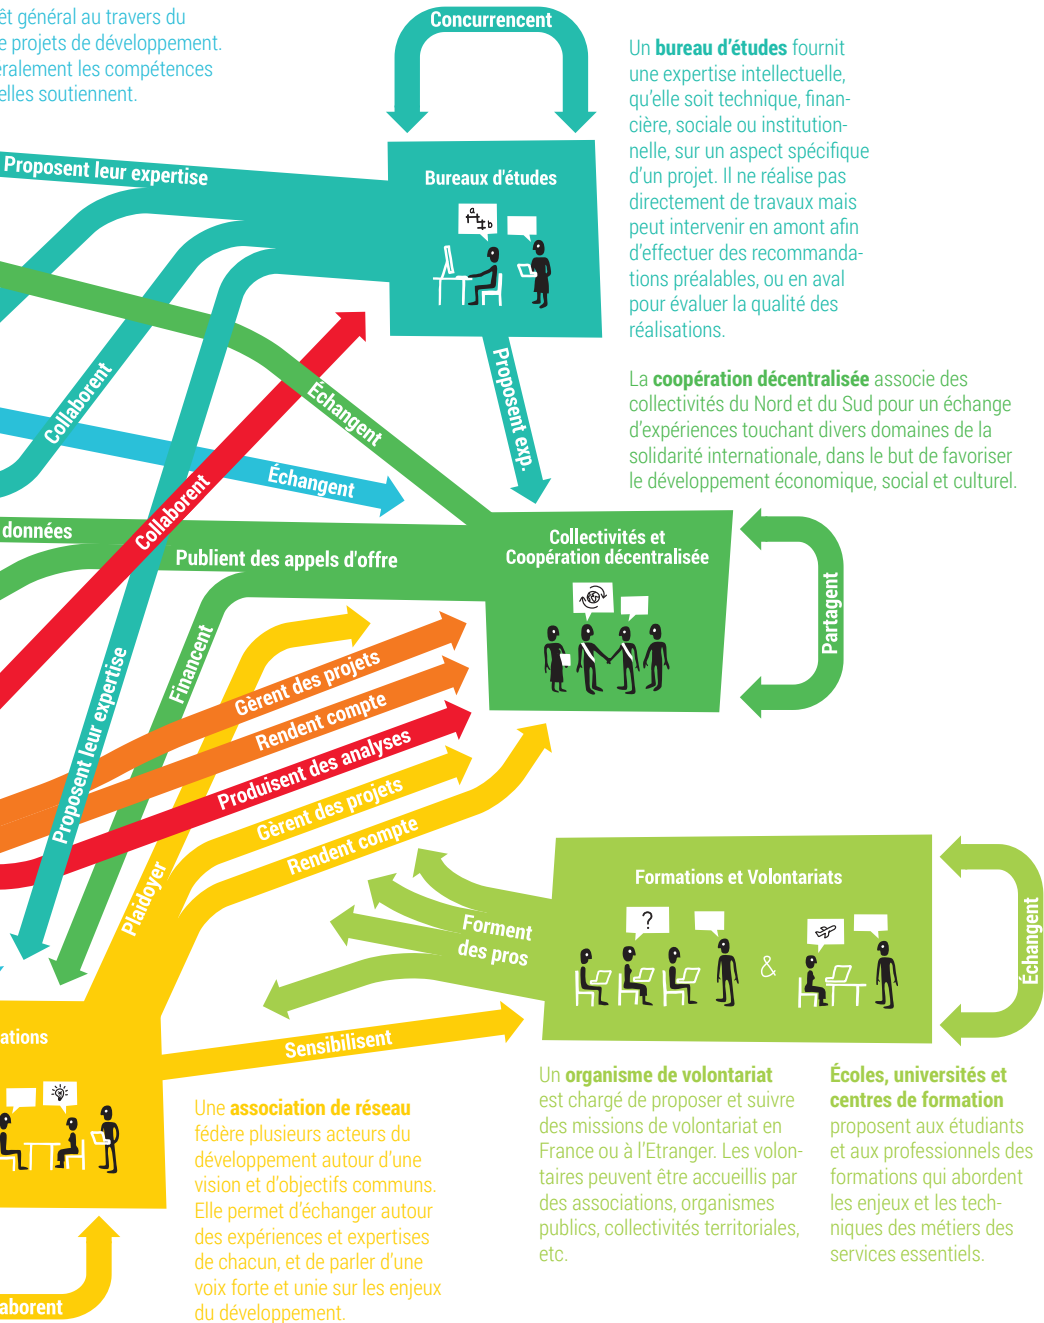 êt général au travers du
e projets de développement.
éralement les compétences
elles soutiennent.
Concurrencent
Un bureau d'études fournit
une expertise intellectuelle,
qu'elle soit technique, finan-
cière, sociale ou institution-
nelle, sur un aspect spécifique
d'un projet. Il ne réalise pas
directement de travaux mais
peut intervenir en amont afin
d'effectuer des recommanda-
tions préalables, ou en aval
pour évaluer la qualité des
réalisations.
Proposent leur expertise
Bureaux d'études
a
b
Proposent exp.
La coopération décentralisée associe des
collectivités du Nord et du Sud pour un échange
d'expériences touchant divers domaines de la
solidarité internationale, dans le but de favoriser
le développement économique, social et culturel.
Collaborent
Échangent
Échangent
Collaborent
données
Publient des appels d'offre
Collectivités et
Coopération décentralisée
Partagent
Financent
Proposent leur expertise
Gèrent des projets
Rendent compte
Produisent des analyses
Gèrent des projets
Rendent compte
Plaidoyer
Forment
des pros
Formations et Volontariats
?
&
Échangent
ations
Sensibilisent
Une association de réseau
fédère plusieurs acteurs du
développement autour d'une
vision et d'objectifs communs.
Elle permet d'échanger autour
des expériences et expertises
de chacun, et de parler d'une
voix forte et unie sur les enjeux
du développement.
Un organisme de volontariat
est chargé de proposer et suivre
des missions de volontariat en
France ou à l'Etranger. Les volon-
taires peuvent être accueillis par
des associations, organismes
publics, collectivités territoriales,
etc.
Écoles, universités et
centres de formation
proposent aux étudiants
et aux professionnels des
formations qui abordent
les enjeux et les tech-
niques des métiers des
services essentiels.
aborent